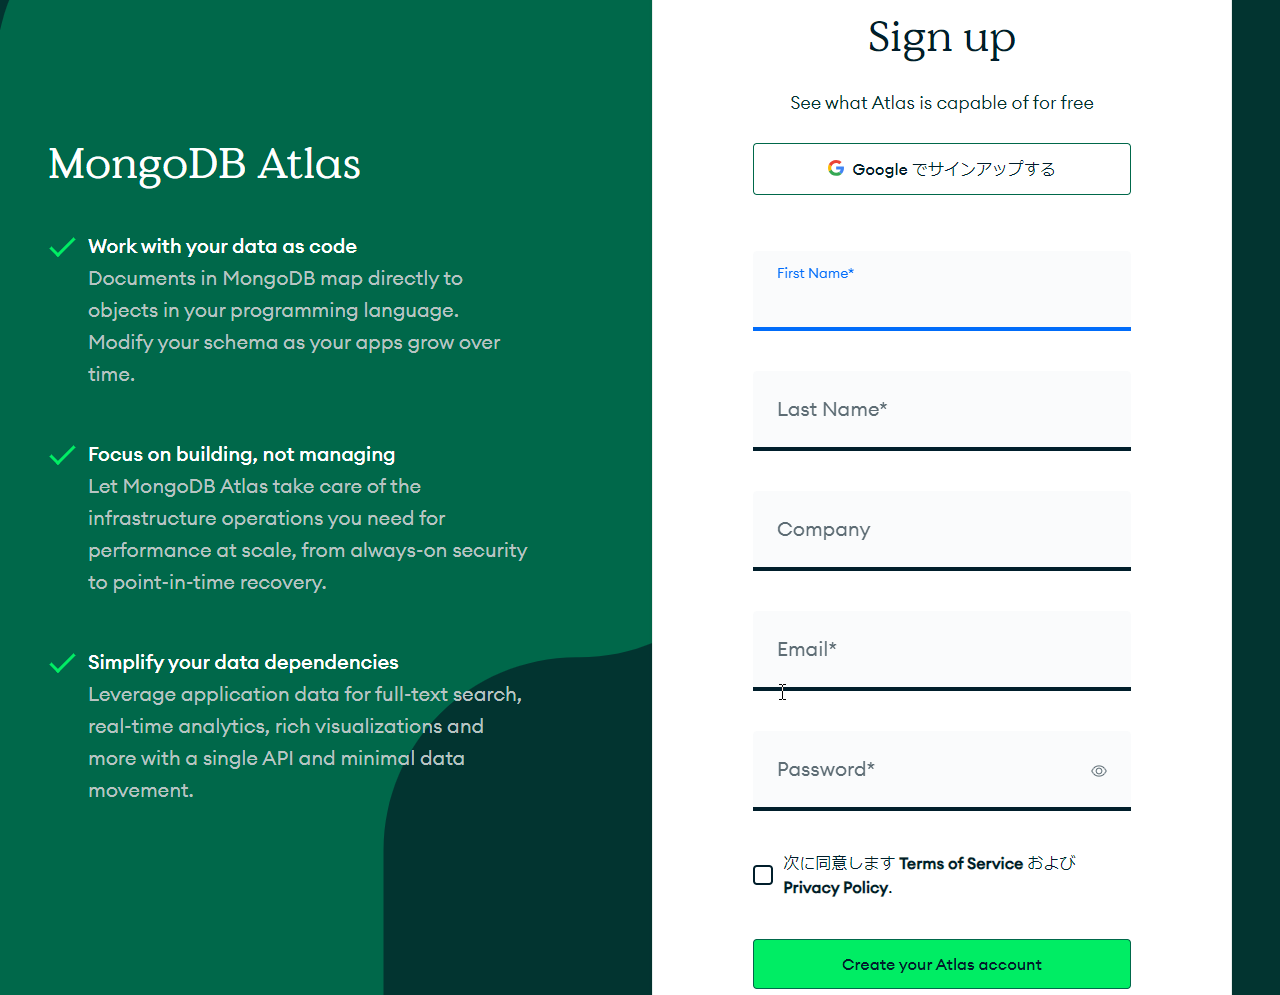 MongoDB Atlas
Work with your data as code
Documents in MongoDB map directly to
objects in your programming language.
Modify your schema as your apps grow over
time.
Focus on building, not managing
Let MongoDB Atlas take care of the
infrastructure operations you need for
performance at scale, from always-on security
to point-in-time recovery.
Simplify your data dependencies
Leverage application data for full-text search,
real-time analytics, rich visualizations and
more with a single API and minimal data
movement.
Sign up
See what Atlas is capable of for free
Google でサインアップする
First Name*
Last Name*
Company
Email*
Password*
次に同意します Terms of Service および
Privacy Policy.
Create your Atlas account